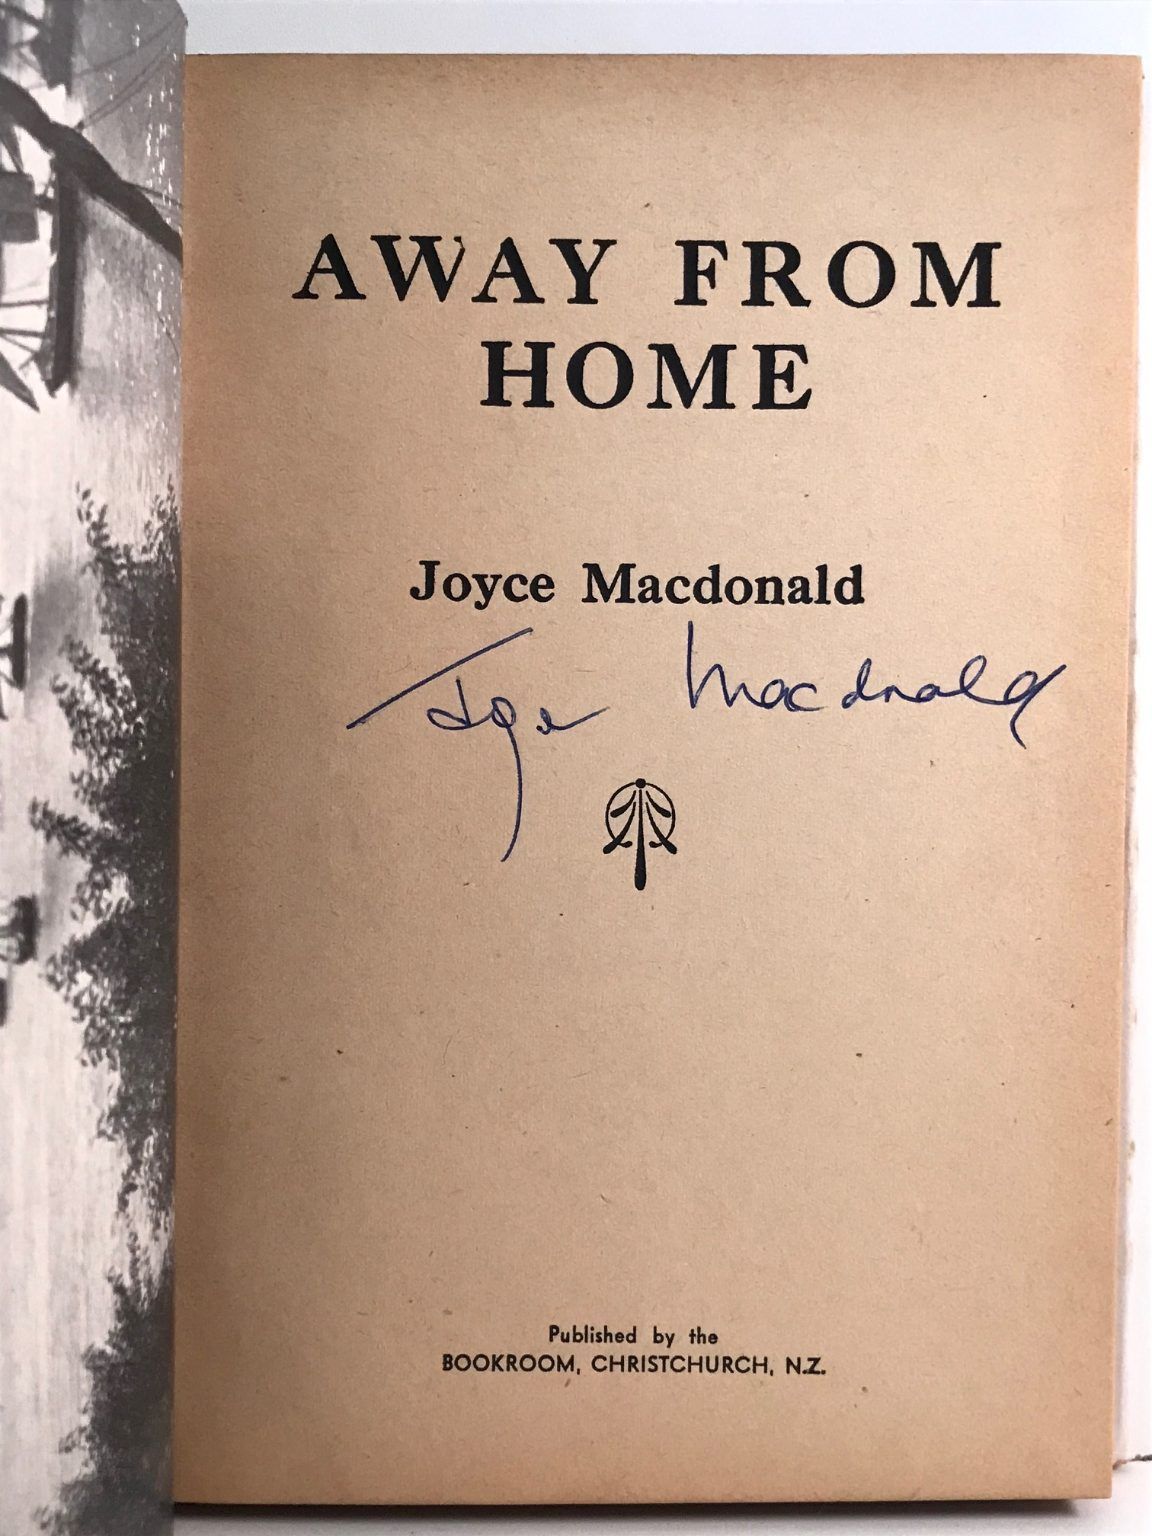 AWAY FROM
HOME
Joyce Macdonald
Joyce Macdonald
Published by the
BOOKROOM, CHRISTCHURCH, N.Z.